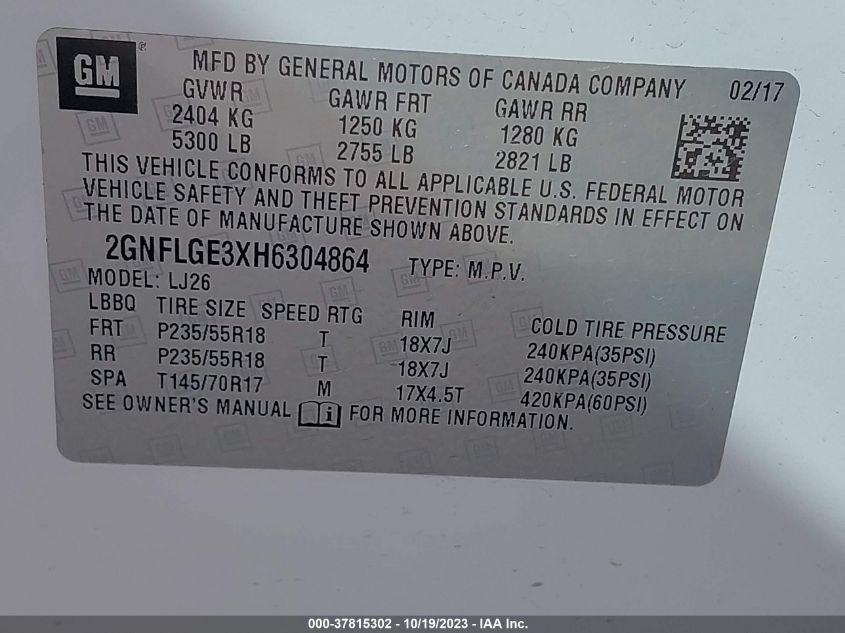 GM ®
MFD BY GENERAL MOTORS OF CANADA COMPANY 02/17
GVWR GAWR FRT GAWR RR
2404 KG 1250 KG 1280 KG
5300 LB 2755 LB 2821 LB
THIS VEHICLE CONFORMS TO ALL APPLICABLE U.S. FEDERAL MOTOR
VEHICLE SAFETY AND THEFT PREVENTION STANDARDS IN EFFECT ON
THE DATE OF MANUFACTURE SHOWN ABOVE.
2GNFLGE3XH6304864 TYPE: M.P.V.
MODEL: LJ26
LBBQ TIRE SIZE SPEED RTG RIM COLD TIRE PRESSURE
FRT P235/55R18 T 18X7J 240KPA(35PSI)
RR P235/55R18 T 18X7J 240KPA(35PSI)
SPA T145/70R17 M 17X4.5T 420KPA(60PSI)
SEE OWNER'S MANUAL i FOR MORE INFORMATION.
000-37815302 - 10/19/2023 - IAA Inc.